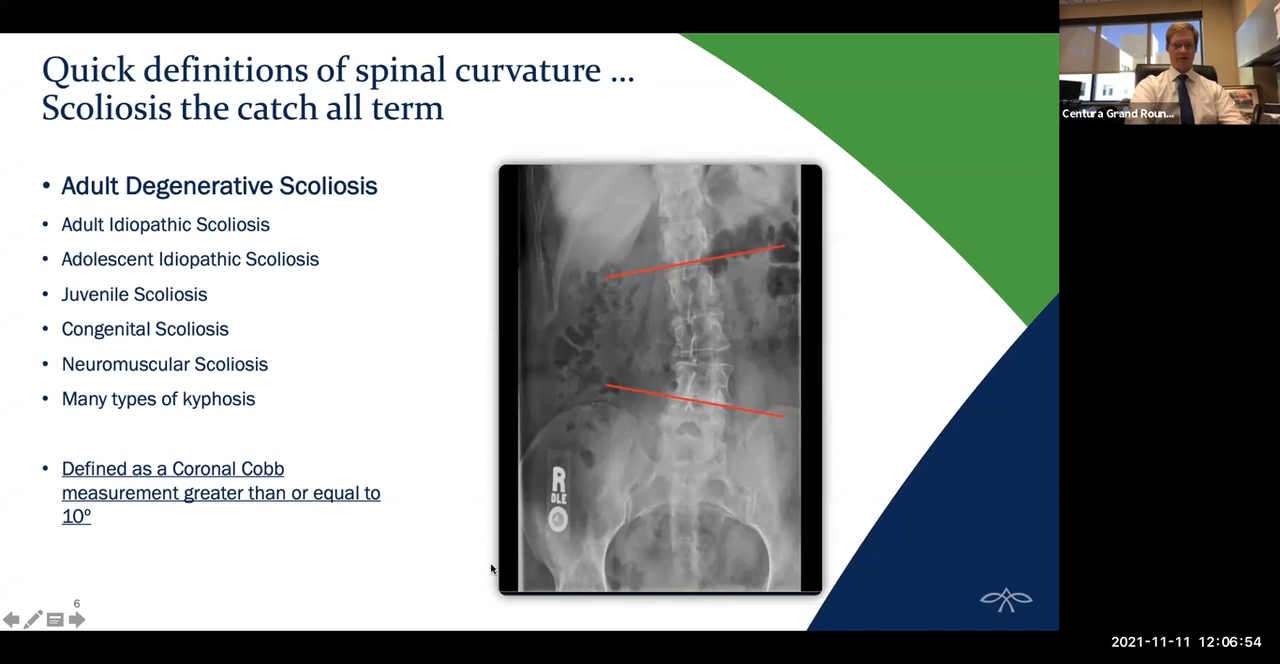 Quick definitions of spinal curvature ...
Scoliosis the catch all term
• Adult Degenerative Scoliosis
• Adult Idiopathic Scoliosis
• Adolescent Idiopathic Scoliosis
• Juvenile Scoliosis
• Congenital Scoliosis
• Neuromuscular Scoliosis
• Many types of kyphosis
• Defined as a Coronal Cobb
measurement greater than or equal to
10º
R
DLE
6
Centura Grand Roun...
2021-11-11 12:06:54